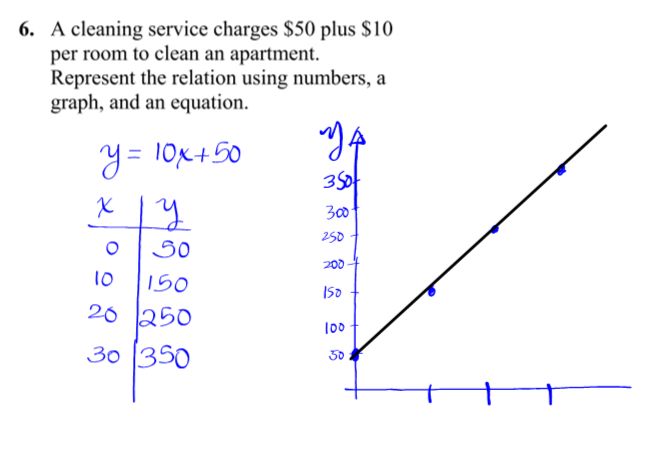 6. A cleaning service charges $50 plus $10
per room to clean an apartment.
Represent the relation using numbers, a
graph, and an equation.
y = 10x+50
x y
0 50
10 150
20 250
30 350
y
350
300
250
200
150
100
50